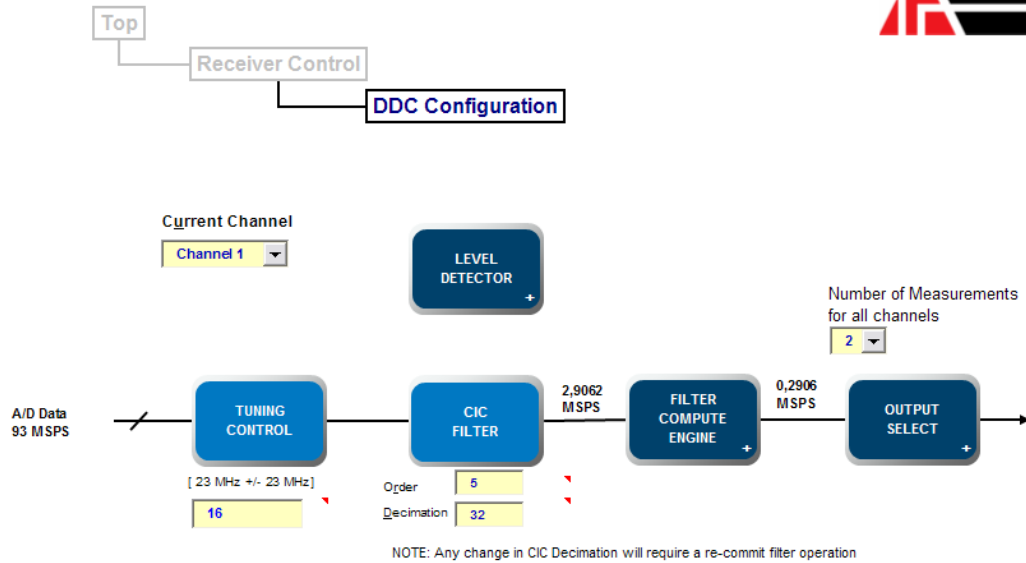 Top
Receiver Control
DDC Configuration
Current Channel
Channel 1
LEVEL
DETECTOR
+
Number of Measurements
for all channels
2
A/D Data
93 MSPS
TUNING
CONTROL
CIC
FILTER
2,9062
MSPS
FILTER
COMPUTE
ENGINE
+
0,2906
MSPS
OUTPUT
SELECT
+
[ 23 MHz +/- 23 MHz]
16
Order
5
Decimation
32
NOTE: Any change in CIC Decimation will require a re-commit filter operation